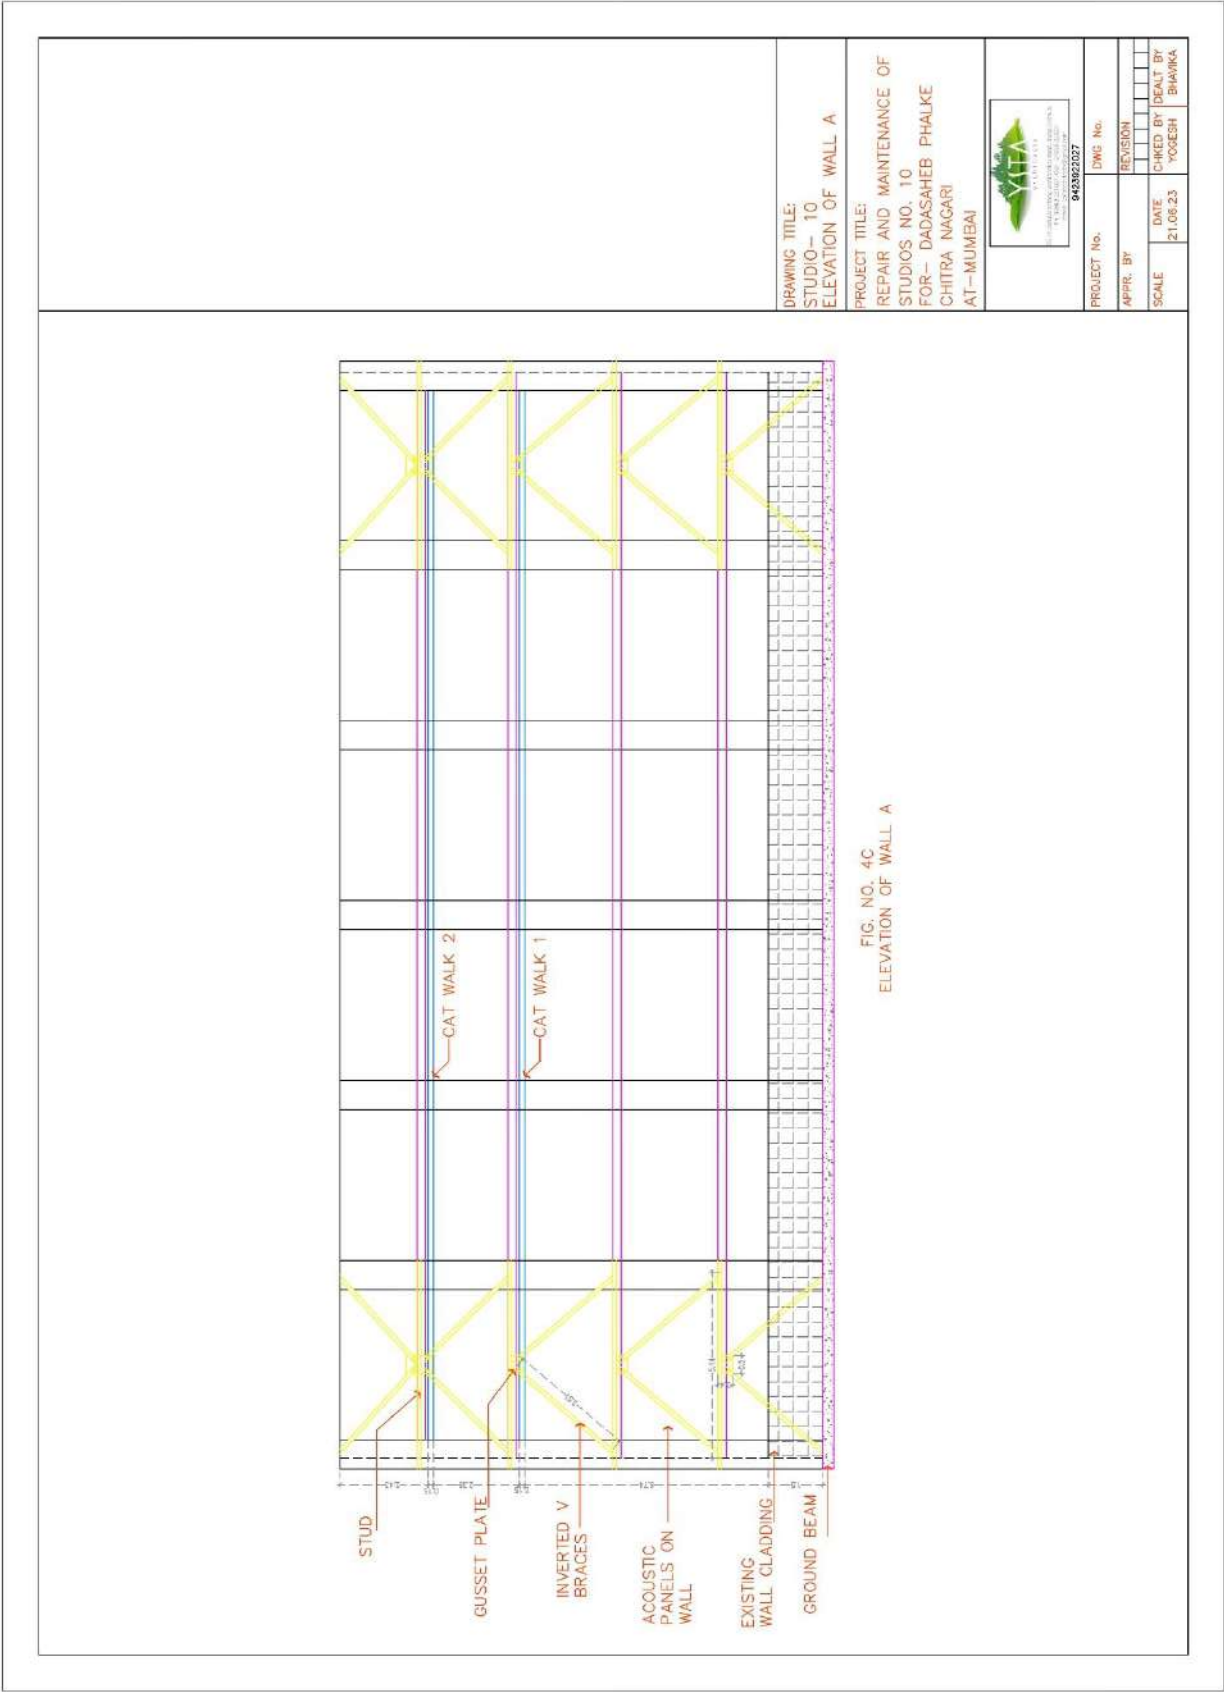 STUD
GUSSET PLATE
INVERTED V
BRACES
ACOUSTIC
PANELS ON
WALL
EXISTING
WALL CLADDING
GROUND BEAM
CAT WALK 2
CAT WALK 1
FIG. NO. 4C
ELEVATION OF WALL A
DRAWING TITLE:
STUDIO- 10
ELEVATION OF WALL A
PROJECT TITLE:
REPAIR AND MAINTENANCE OF
STUDIOS NO. 10
FOR- DADASAHEB PHALKE
CHITRA NAGARI
AT-MUMBAI
9423922027
PROJECT No.
DWG No.
APPR. BY
REVISION
SCALE
DATE
21.06.23
CHKED BY
YOGESH
DEALT BY
BHAVIKA